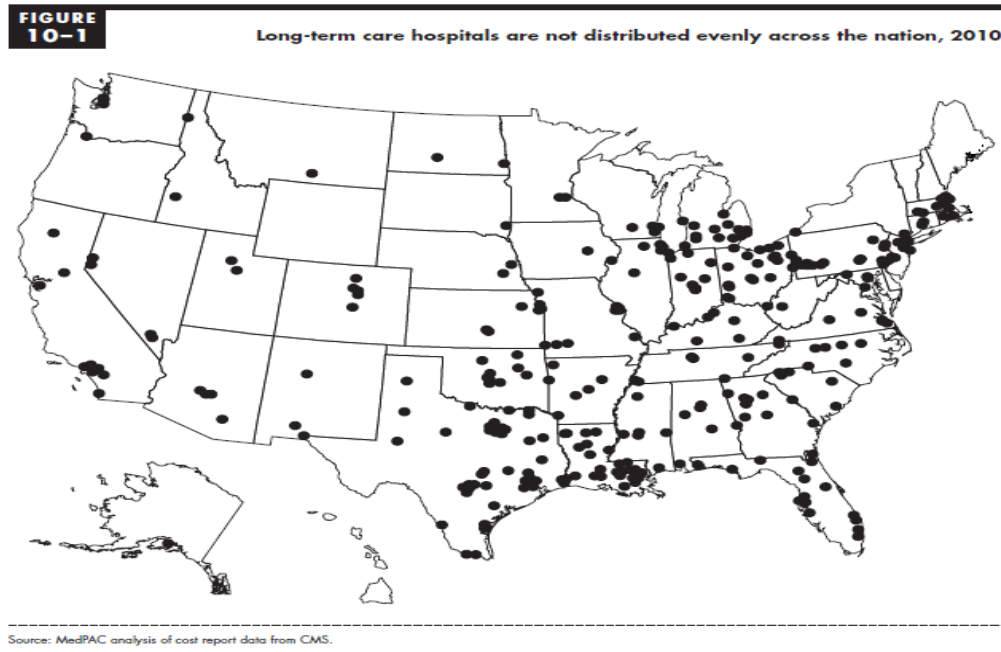 FIGURE
10–1
Long-term care hospitals are not distributed evenly across the nation, 2010
Source: MedPAC analysis of cost report data from CMS.